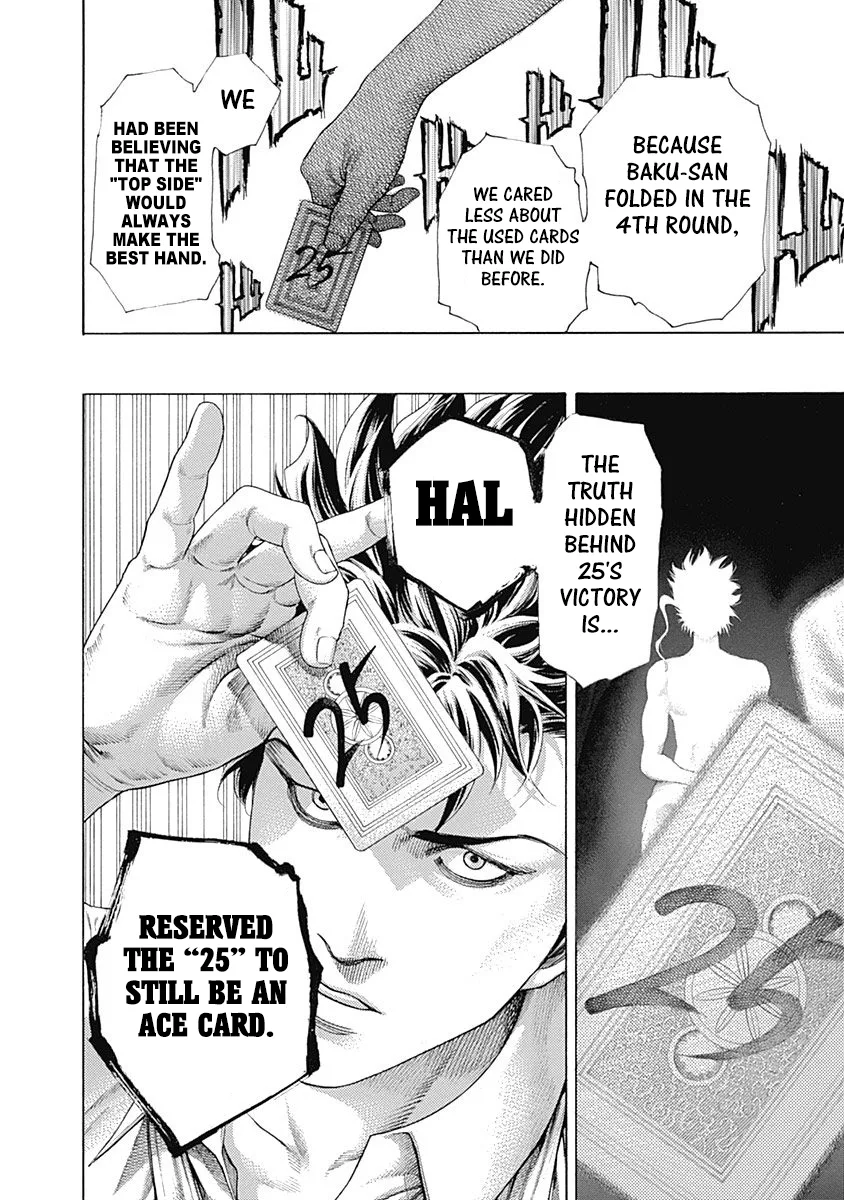 BECAUSE
BAKU-SAN
FOLDED IN THE
4TH ROUND,
WE CARED
LESS ABOUT
THE USED CARDS
THAN WE DID
BEFORE.
WE
HAD BEEN
BELIEVING
THAT THE
"TOP SIDE"
WOULD
ALWAYS
MAKE THE
BEST HAND.
25
THE
TRUTH
HIDDEN
BEHIND
25'S
VICTORY
IS...
25
HAL
25
RESERVED
THE “25” TO
STILL BE AN
ACE CARD.